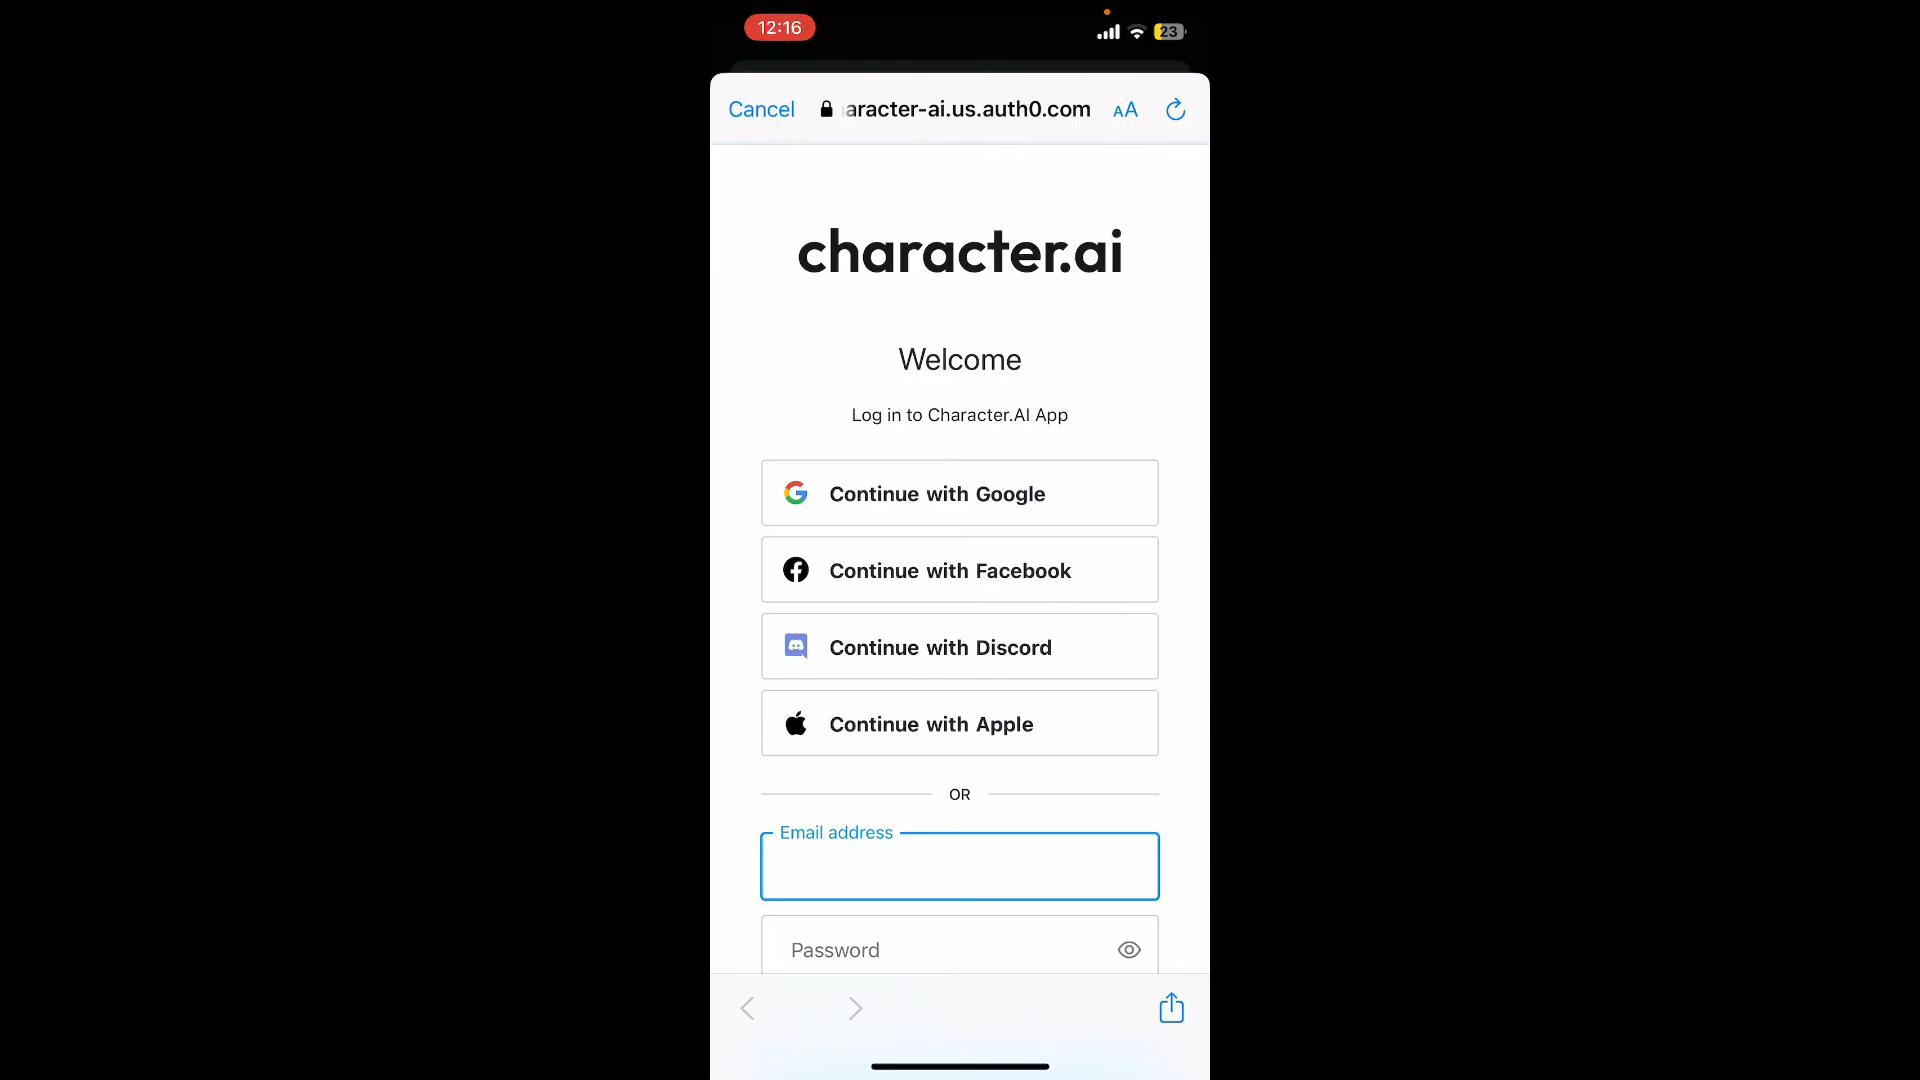 12:16
23
Cancel
aracter-ai.us.auth0.com
AA
character.ai
Welcome
Log in to Character.AI App
Continue with Google
Continue with Facebook
Continue with Discord
Continue with Apple
OR
Email address
Password